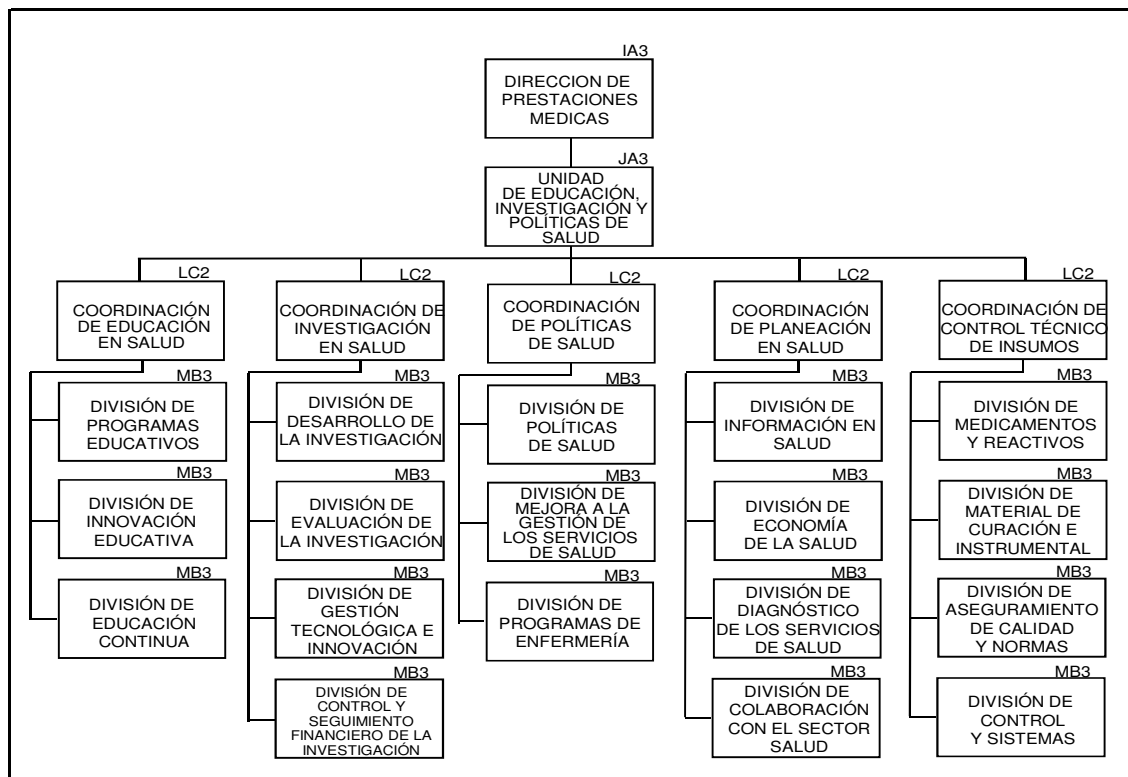 IA3
DIRECCION DE
PRESTACIONES
MEDICAS
JA3
UNIDAD
DE EDUCACIÓN,
INVESTIGACIÓN Y
POLÍTICAS DE
SALUD
LC2
COORDINACIÓN
DE EDUCACIÓN
EN SALUD
MB3
DIVISIÓN DE
PROGRAMAS
EDUCATIVOS
MB3
DIVISIÓN DE
INNOVACIÓN
EDUCATIVA
MB3
DIVISIÓN DE
EDUCACIÓN
CONTINUA
LC2
COORDINACIÓN DE
INVESTIGACIÓN
EN SALUD
MB3
DIVISIÓN DE
DESARROLLO DE
LA INVESTIGACIÓN
MB3
DIVISIÓN DE
EVALUACIÓN DE
LA INVESTIGACIÓN
MB3
DIVISIÓN DE
GESTIÓN
TECNOLÓGICA E
INNOVACIÓN
MB3
DIVISIÓN DE
CONTROL Y
SEGUIMIENTO
FINANCIERO DE LA
INVESTIGACIÓN
LC2
COORDINACIÓN
DE POLÍTICAS
DE SALUD
MB3
DIVISIÓN DE
POLÍTICAS
DE SALUD
MB3
DIVISIÓN DE
MEJORA A LA
GESTIÓN DE
LOS SERVICIOS
DE SALUD
MB3
DIVISIÓN DE
PROGRAMAS DE
ENFERMERÍA
LC2
COORDINACIÓN
DE PLANEACIÓN
EN SALUD
MB3
DIVISIÓN DE
INFORMACIÓN EN
SALUD
MB3
DIVISIÓN DE
ECONOMÍA
DE LA SALUD
MB3
DIVISIÓN DE
DIAGNÓSTICO
DE LOS SERVICIOS
DE SALUD
MB3
DIVISIÓN DE
COLABORACIÓN
CON EL SECTOR
SALUD
LC2
COORDINACIÓN DE
CONTROL TÉCNICO
DE INSUMOS
MB3
DIVISIÓN DE
MEDICAMENTOS
Y REACTIVOS
MB3
DIVISIÓN DE
MATERIAL DE
CURACIÓN E
INSTRUMENTAL
MB3
DIVISIÓN DE
ASEGURAMIENTO
DE CALIDAD
Y NORMAS
MB3
DIVISIÓN DE
CONTROL
Y SISTEMAS